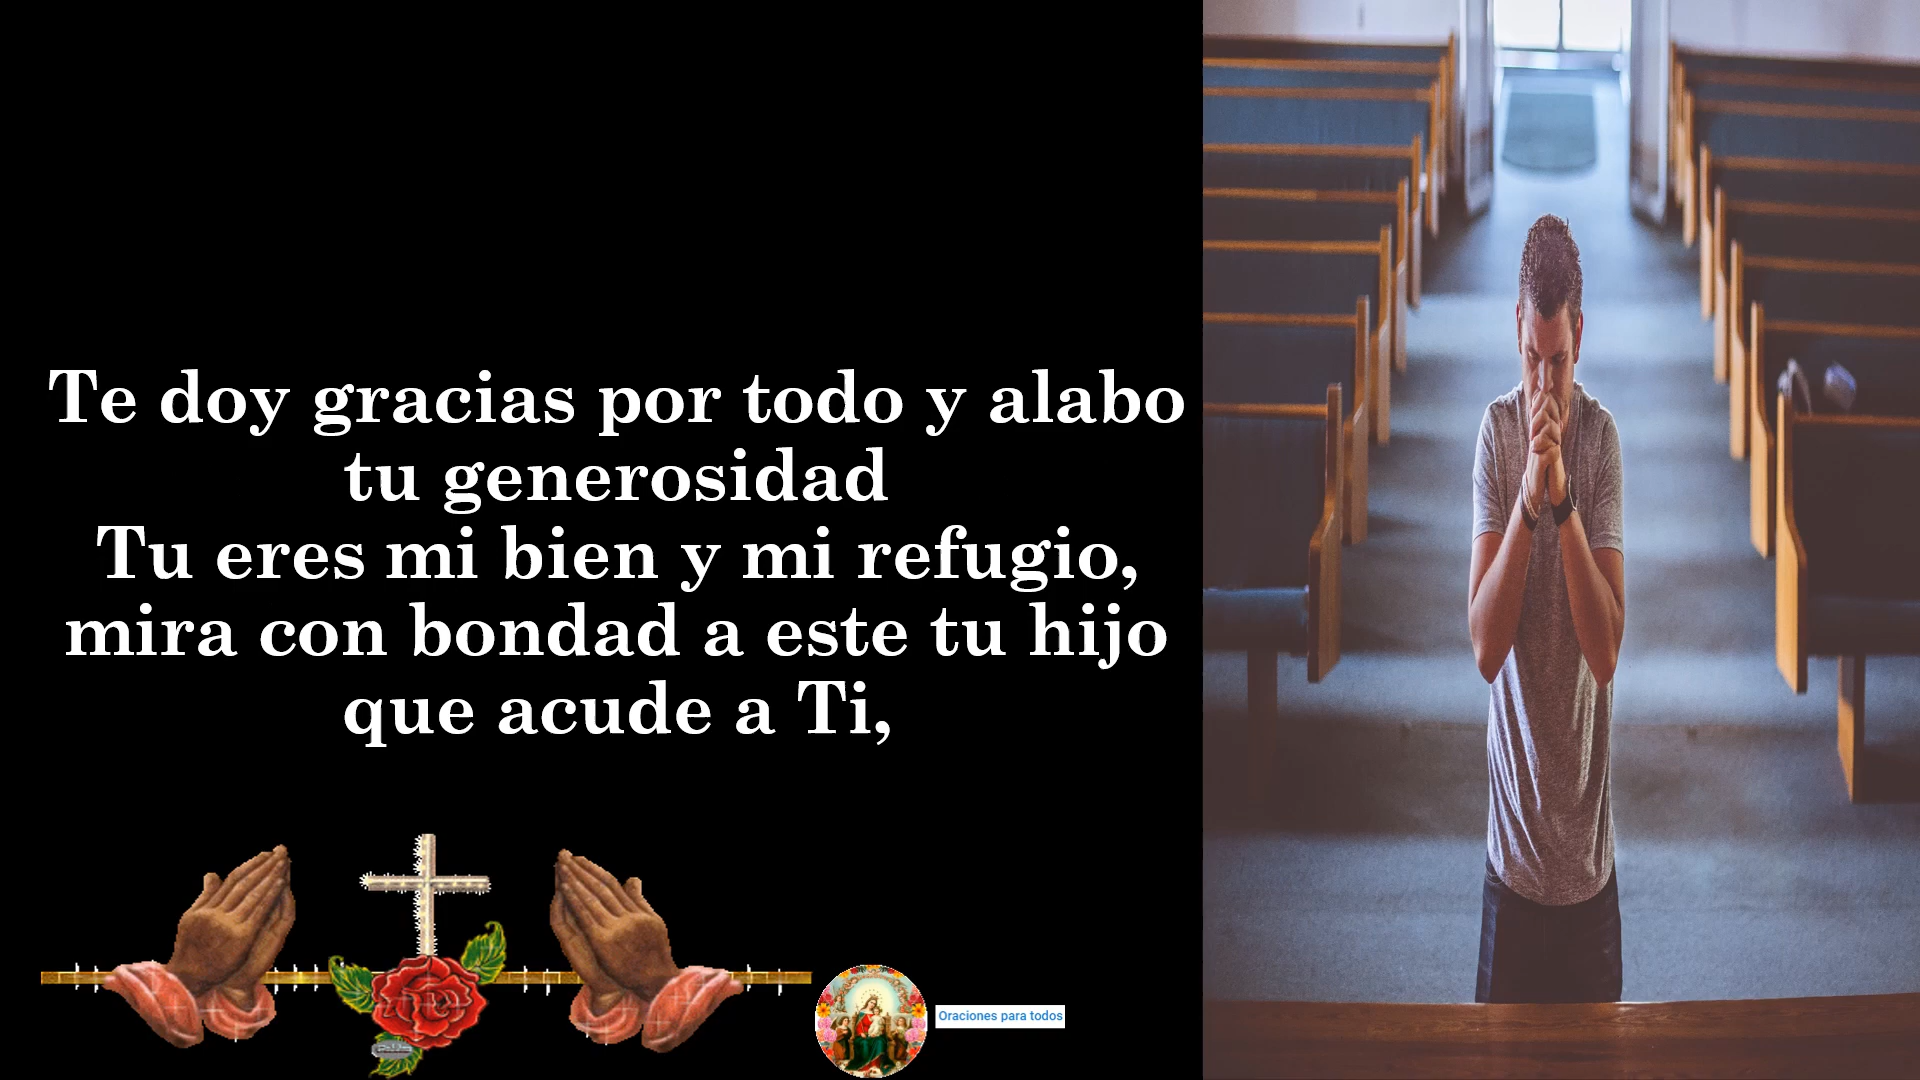 Te doy gracias por todo y alabo
tu generosidad
Tu eres mi bien y mi refugio,
mira con bondad a este tu hijo
que acude a Ti,
Oraciones para todos